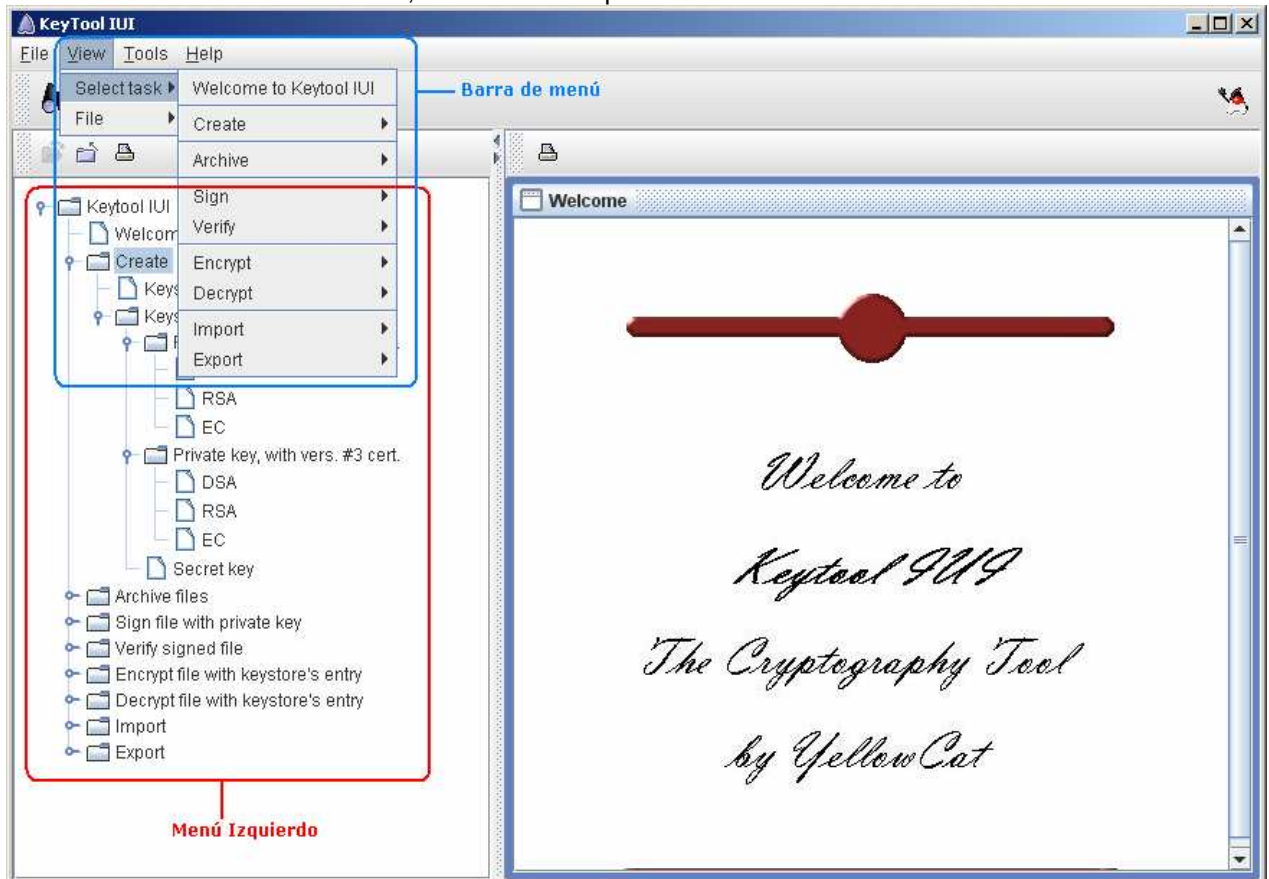 KeyTool IUI
File View Tools Help
Select task Welcome to Keytool IUI
File
Create
Archive
Sign
Verify
Encrypt
Decrypt
Import
Export
Barra de menú
Keytool IUI
Create
RSA
EC
Private key, with vers. #3 cert.
DSA
RSA
EC
Secret key
Archive files
Sign file with private key
Verify signed file
Encrypt file with keystore's entry
Decrypt file with keystore's entry
Import
Export
Menú Izquierdo
Welcome
Welcome to
Keytool IUI
The Cryptography Tool
by YellowCat